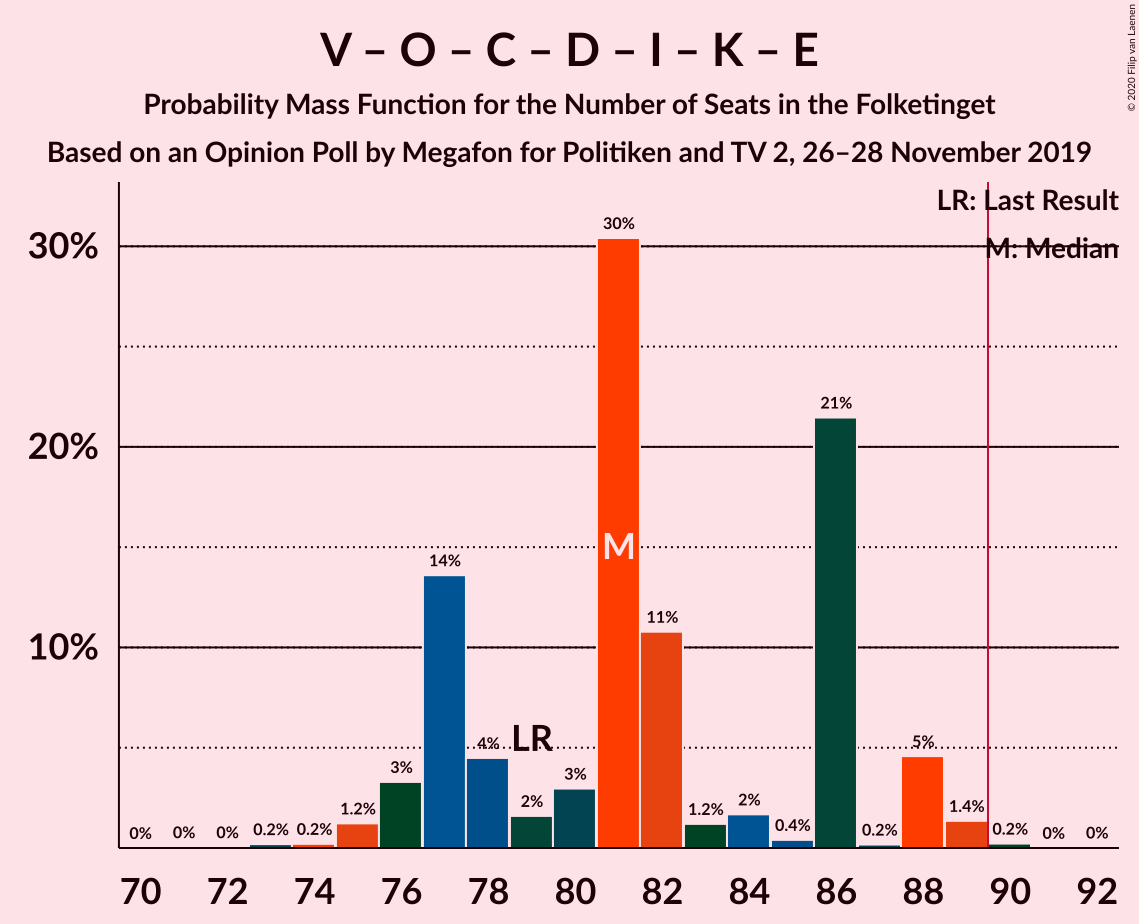 V – O – C – D – I – K – E
Probability Mass Function for the Number of Seats in the Folketinget
Based on an Opinion Poll by Megafon for Politiken and TV 2, 26–28 November 2019
© 2020 Filip van Laenen
LR: Last Result
M: Median
30%
20%
10%
0% 0% 0% 0.2% 0.2% 1.2% 3% 14% 4% 2% 3% 30% 11% 1.2% 2% 0.4% 21% 0.2% 5% 1.4% 0.2% 0% 0%
LR
M
70 72 74 76 78 80 82 84 86 88 90 92